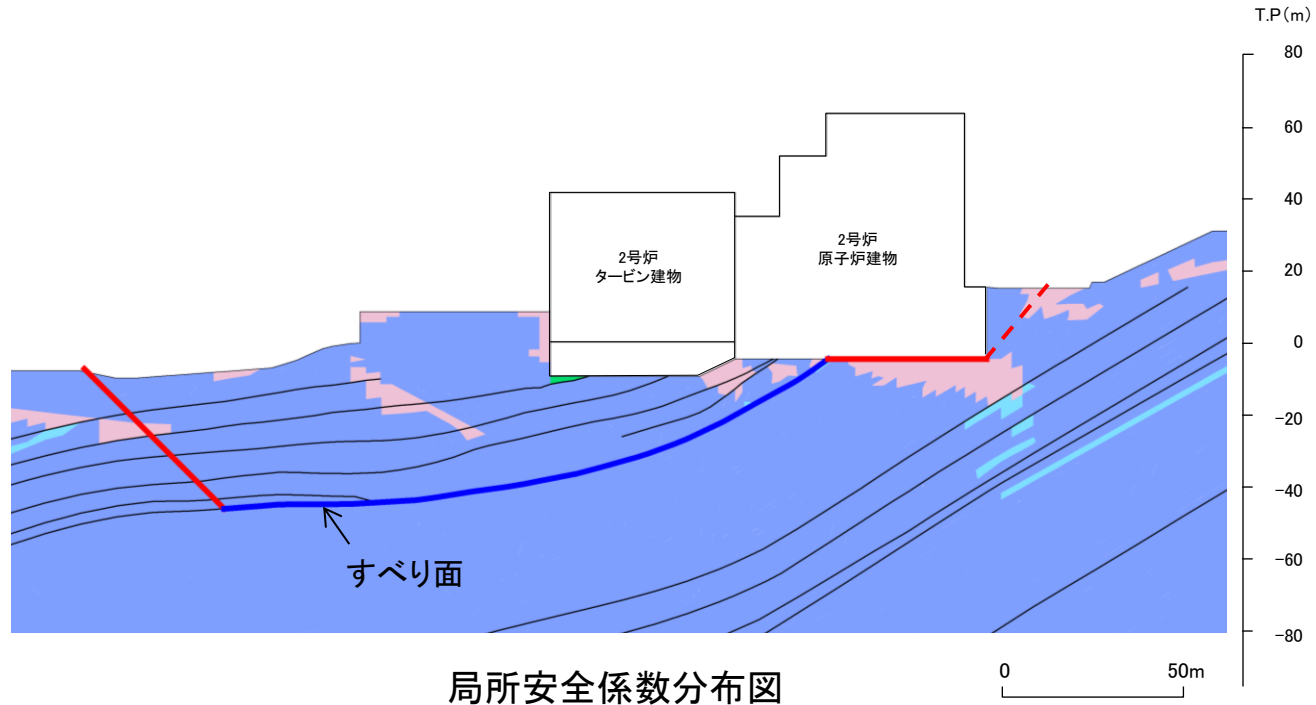 T.P(m)
80
60
40
20
0
-20
-40
-60
-80
2号炉
タービン建物
2号炉
原子炉建物
すべり面
局所安全係数分布図
0 50m